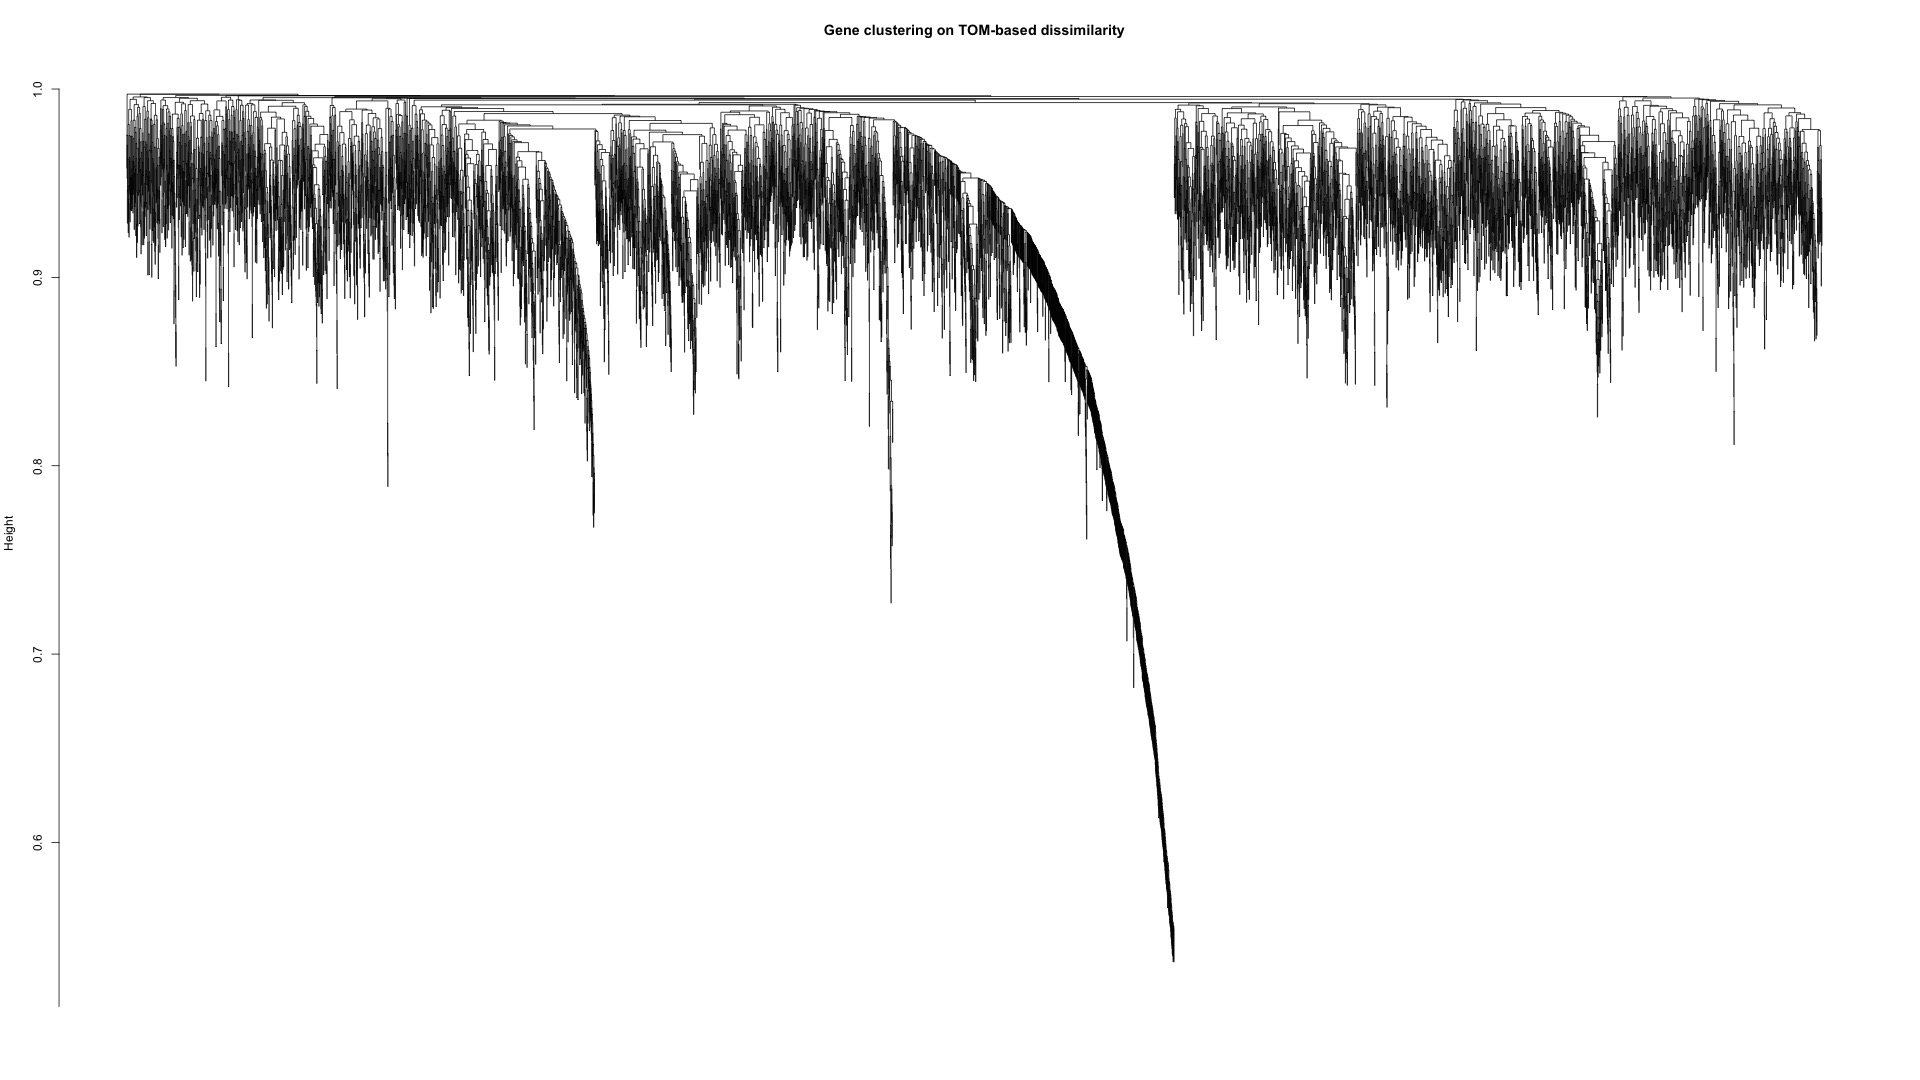 Gene clustering on TOM-based dissimilarity
1.0
0.9
0.8
Height
0.7
0.6